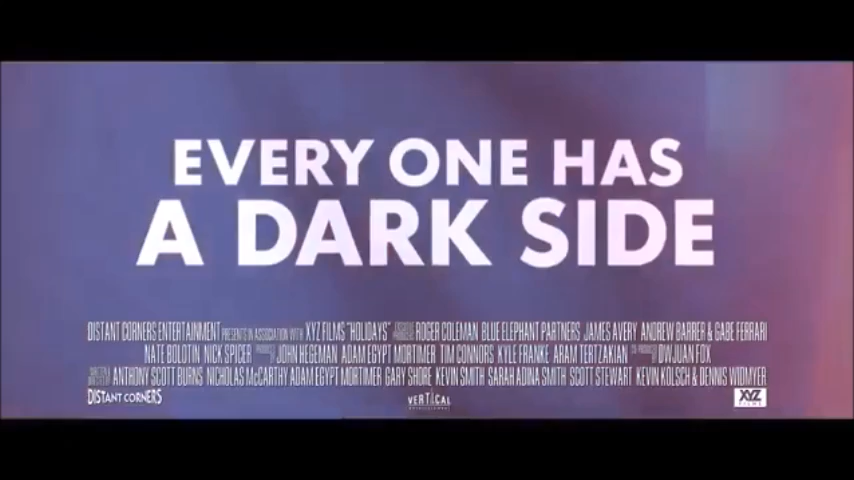 EVERY ONE HAS
A DARK SIDE
DISTANT CORNERS ENTERTAINMENT PRESENTS IN ASSOCIATION WITH XYZ FILMS "HOLIDAYS" ROGER COLEMAN BLUE ELEPHANT PARTNERS JAMES AVERY ANDREW BARRER & GABE FERRARI
NATE BOLOTIN NICK SPICER JOHN HEGEMAN ADAM EGYPT MORTIMER TIM CONNORS KYLE FRANKE ARAM TERTZAKIAN DWJUAN FOX
ANTHONY SCOTT BURNS NICHOLAS McCARTHY ADAM EGYPT MORTIMER GARY SHORE KEVIN SMITH SARAH ADINA SMITH SCOTT STEWART KEVIN KOLSCH & DENNIS WIDMYER
DISTANT CORNERS VERTICAL XYZ
FILMS